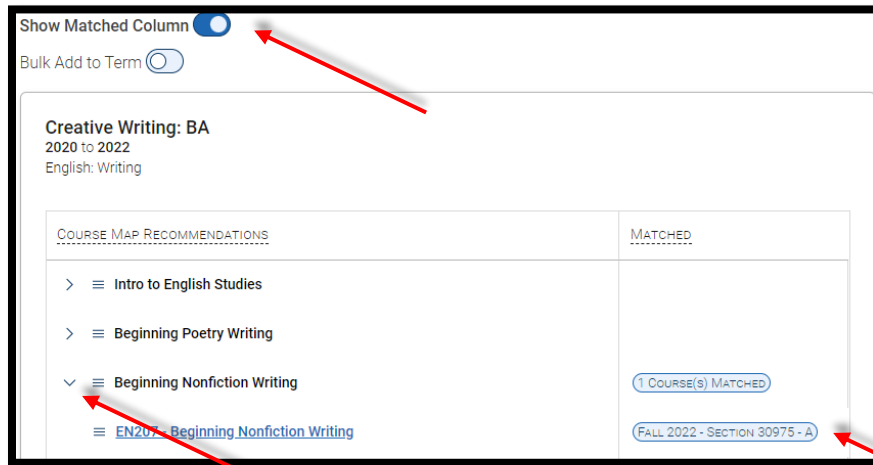 Show Matched Column
Bulk Add to Term
Creative Writing: BA
2020 to 2022
English: Writing
Course Map Recommendations
Matched
Intro to English Studies
Beginning Poetry Writing
Beginning Nonfiction Writing
1 Course(s) Matched
EN207 - Beginning Nonfiction Writing
Fall 2022 - Section 30975 - A